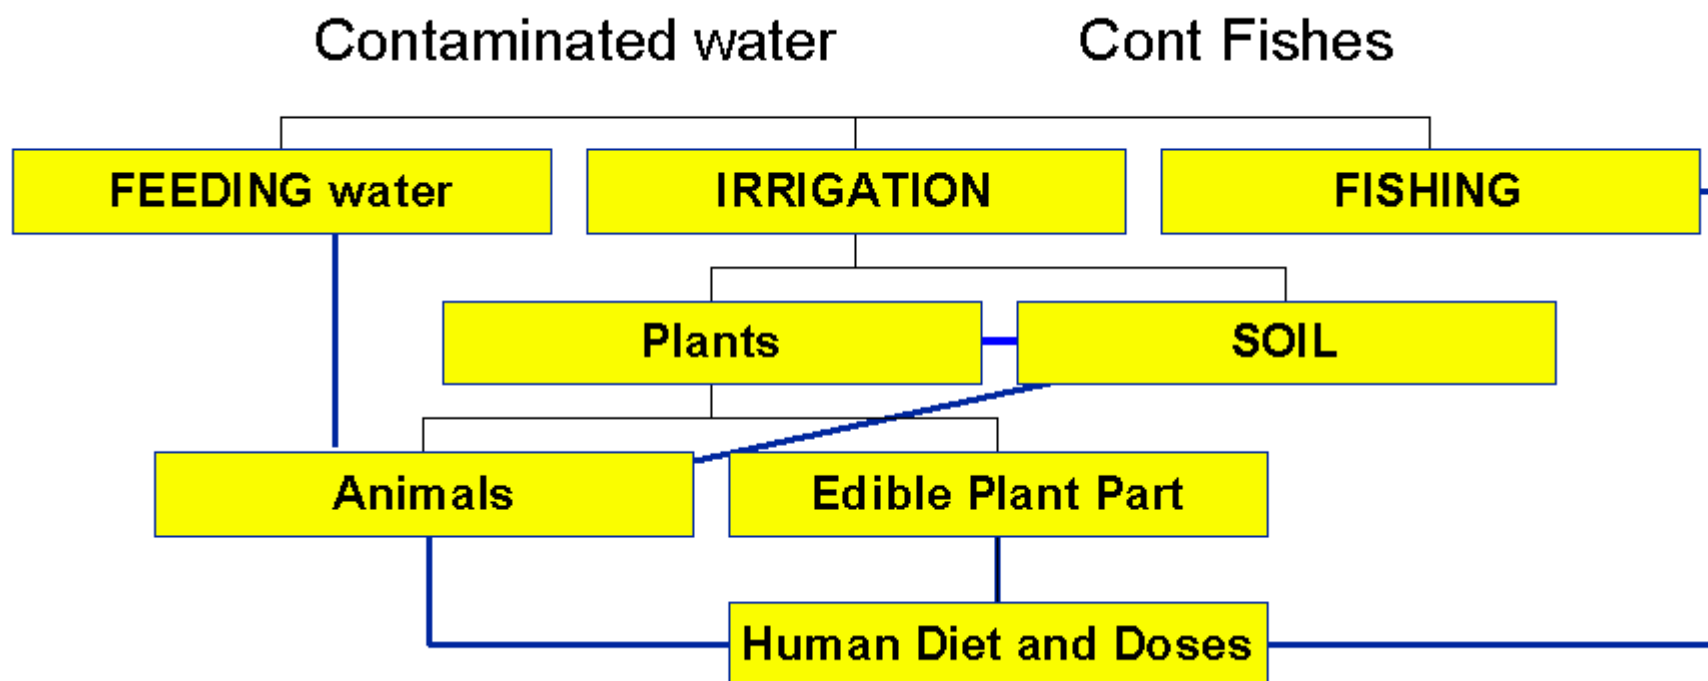 Contaminated water
Cont Fishes
FEEDING water
IRRIGATION
FISHING
Plants
SOIL
Animals
Edible Plant Part
Human Diet and Doses